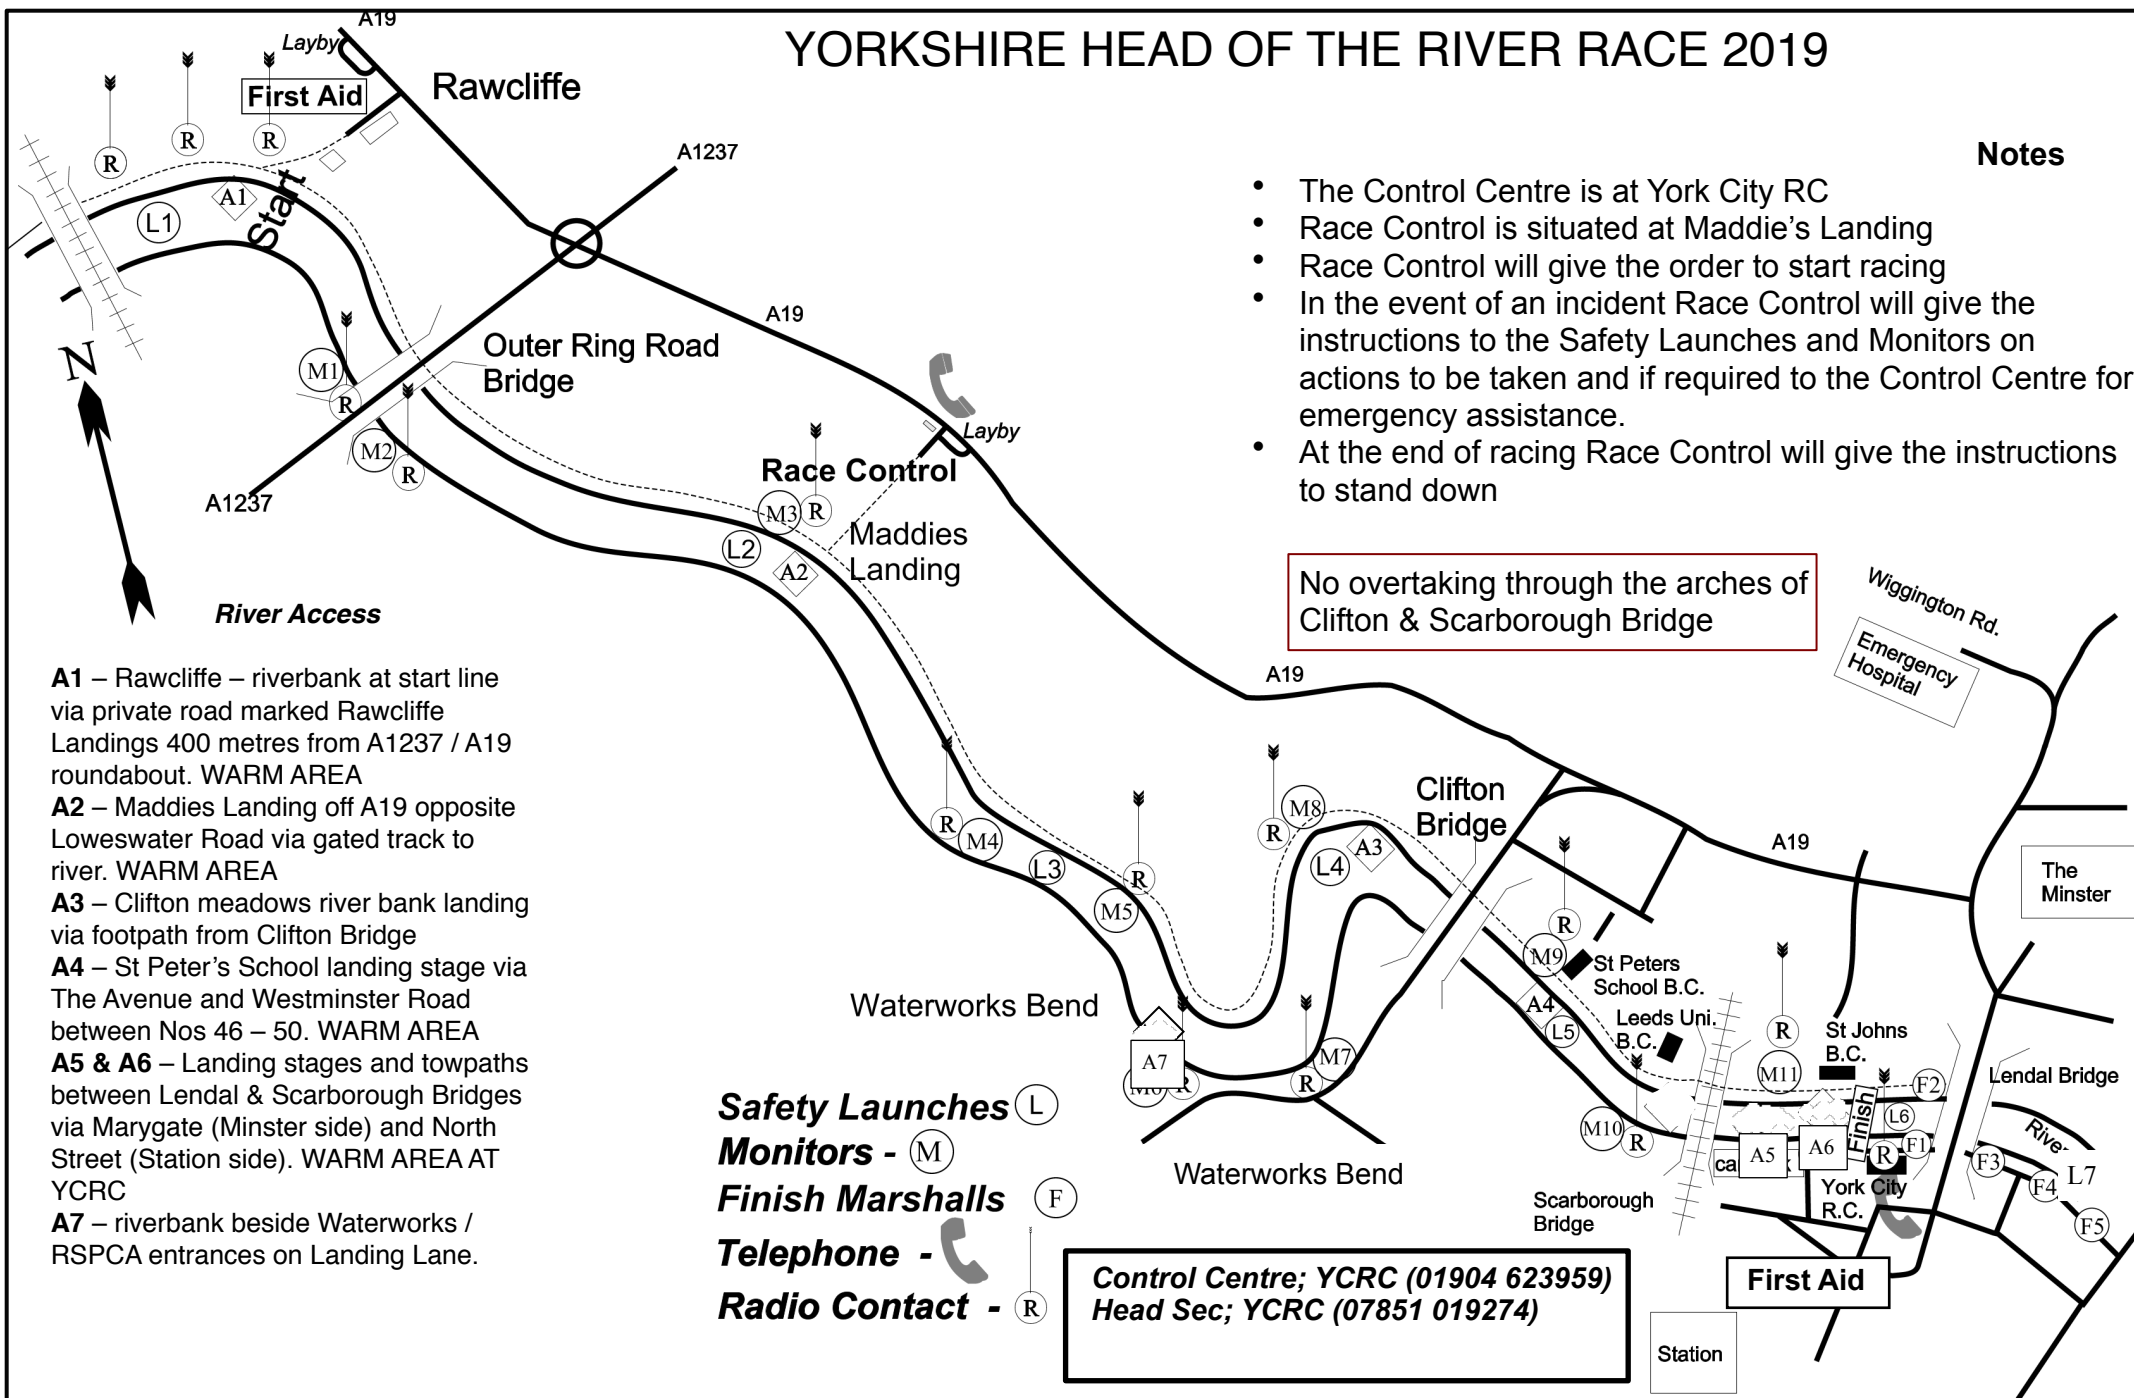 YORKSHIRE HEAD OF THE RIVER RACE 2019
A19
Layby
First Aid
Rawcliffe
R
R
R
A1237
L1
A1
Start
N
M1
R
M2
R
A1237
Outer Ring Road
Bridge
A19
Layby
Race Control
M3
R
L2
A2
Maddies
Landing
Notes
• The Control Centre is at York City RC
• Race Control is situated at Maddie's Landing
• Race Control will give the order to start racing
• In the event of an incident Race Control will give the
instructions to the Safety Launches and Monitors on
actions to be taken and if required to the Control Centre for
emergency assistance.
• At the end of racing Race Control will give the instructions
to stand down
No overtaking through the arches of
Clifton & Scarborough Bridge
Wiggington Rd.
Emergency
Hospital
A19
River Access
A1 – Rawcliffe – riverbank at start line
via private road marked Rawcliffe
Landings 400 metres from A1237 / A19
roundabout. WARM AREA
A2 – Maddies Landing off A19 opposite
Loweswater Road via gated track to
river. WARM AREA
A3 – Clifton meadows river bank landing
via footpath from Clifton Bridge
A4 – St Peter's School landing stage via
The Avenue and Westminster Road
between Nos 46 – 50. WARM AREA
A5 & A6 – Landing stages and towpaths
between Lendal & Scarborough Bridges
via Marygate (Minster side) and North
Street (Station side). WARM AREA AT
YCRC
A7 – riverbank beside Waterworks /
RSPCA entrances on Landing Lane.
R
M4
L3
R
M5
R
M8
L4
A3
Clifton
Bridge
A19
The
Minster
R
M9
St Peters
School B.C.
A4
L5
Leeds Uni.
B.C.
R
St Johns
B.C.
M11
Waterworks Bend
A7
R
R
M7
Waterworks Bend
M10
R
Scarborough
Bridge
A5
A6
Finish
L6
F2
F1
R
York City
R.C.
Lendal Bridge
F3
F4
L7
F5
First Aid
Station
Safety Launches L
Monitors - M
Finish Marshalls F
Telephone -
Radio Contact - R
Control Centre; YCRC (01904 623959)
Head Sec; YCRC (07851 019274)